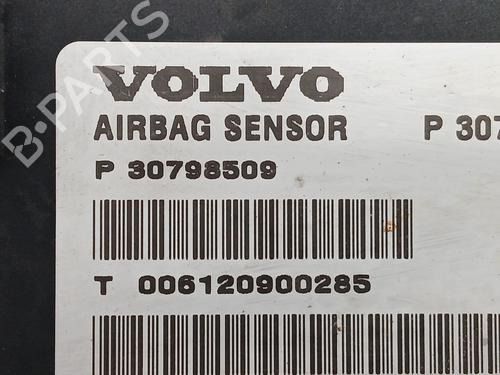 VOLVO
AIRBAG SENSOR P 307
P 30798509
T 006120900285
B-PARTS